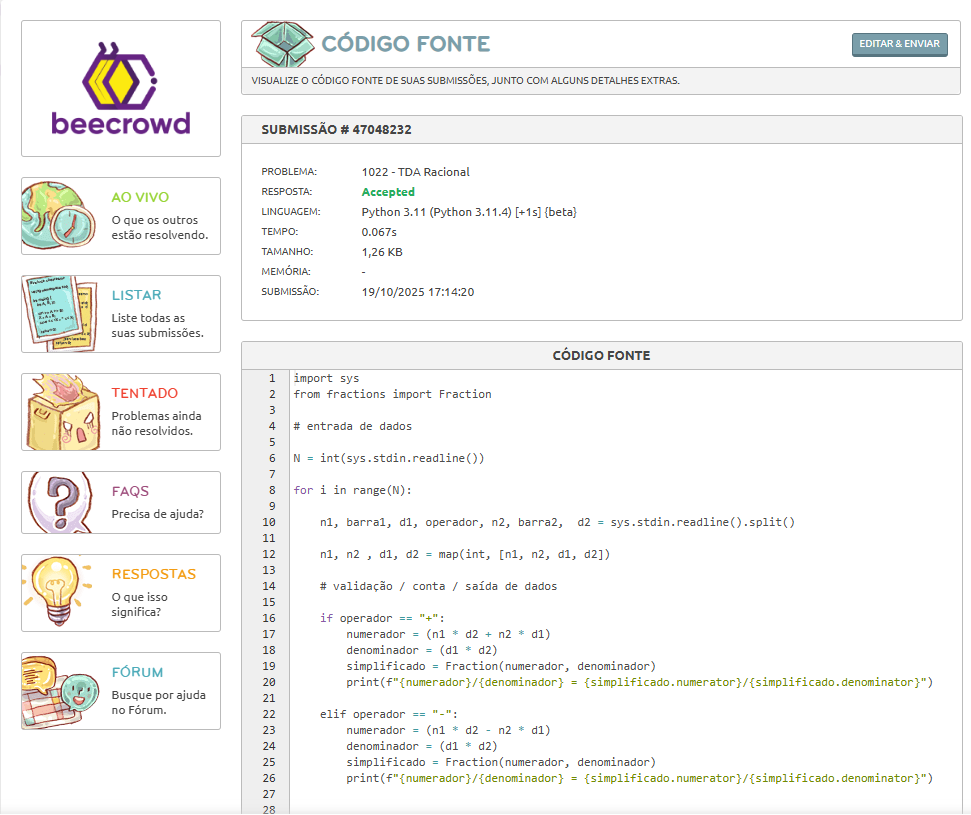 beecrowd
AO VIVO
O que os outros
estão resolvendo.
LISTAR
Liste todas as
suas submissões.
TENTADO
Problemas ainda
não resolvidos.
FAQS
Precisa de ajuda?
RESPOSTAS
O que isso
significa?
FÓRUM
Busque por ajuda
no Fórum.
CÓDIGO FONTE
EDITAR & ENVIAR
VISUALIZE O CÓDIGO FONTE DE SUAS SUBMISSÕES, JUNTO COM ALGUNS DETALHES EXTRAS.
SUBMISSÃO # 47048232
PROBLEMA: 1022 - TDA Racional
RESPOSTA: Accepted
LINGUAGEM: Python 3.11 (Python 3.11.4) [+1s] {beta}
TEMPO: 0.067s
TAMANHO: 1,26 KB
MEMÓRIA: -
SUBMISSÃO: 19/10/2025 17:14:20
CÓDIGO FONTE
1 import sys
2 from fractions import Fraction
3
4 # entrada de dados
5
6 N = int(sys.stdin.readline())
7
8 for i in range(N):
9
10     n1, barra1, d1, operador, n2, barra2,  d2 = sys.stdin.readline().split()
11
12     n1, n2 , d1, d2 = map(int, [n1, n2, d1, d2])
13
14     # validação / conta / saída de dados
15
16     if operador == "+":
17         numerador = (n1 * d2 + n2 * d1)
18         denominador = (d1 * d2)
19         simplificado = Fraction(numerador, denominador)
20         print(f"{numerador}/{denominador} = {simplificado.numerator}/{simplificado.denominator}")
21
22     elif operador == "-":
23         numerador = (n1 * d2 - n2 * d1)
24         denominador = (d1 * d2)
25         simplificado = Fraction(numerador, denominador)
26         print(f"{numerador}/{denominador} = {simplificado.numerator}/{simplificado.denominator}")
27
28